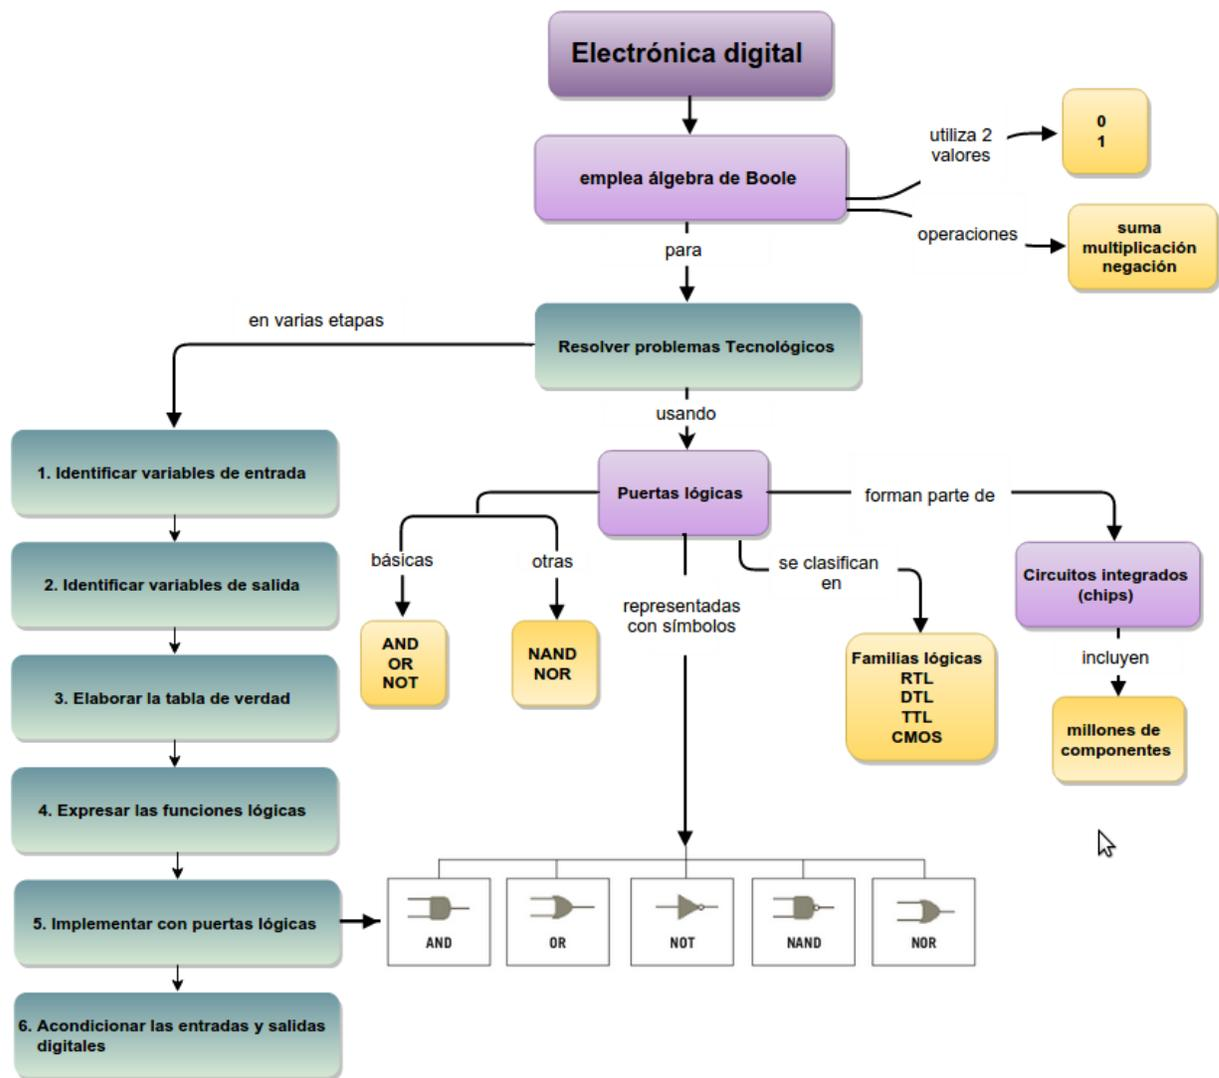 Electrónica digital
emplea álgebra de Boole
utiliza 2
valores
0
1
operaciones
suma
multiplicación
negación
para
en varias etapas
Resolver problemas Tecnológicos
usando
1. Identificar variables de entrada
2. Identificar variables de salida
3. Elaborar la tabla de verdad
4. Expresar las funciones lógicas
5. Implementar con puertas lógicas
6. Acondicionar las entradas y salidas
digitales
Puertas lógicas
básicas
AND
OR
NOT
otras
NAND
NOR
representadas
con símbolos
se clasifican
en
Familias lógicas
RTL
DTL
TTL
CMOS
forman parte de
Circuitos integrados
(chips)
incluyen
millones de
componentes
AND
OR
NOT
NAND
NOR